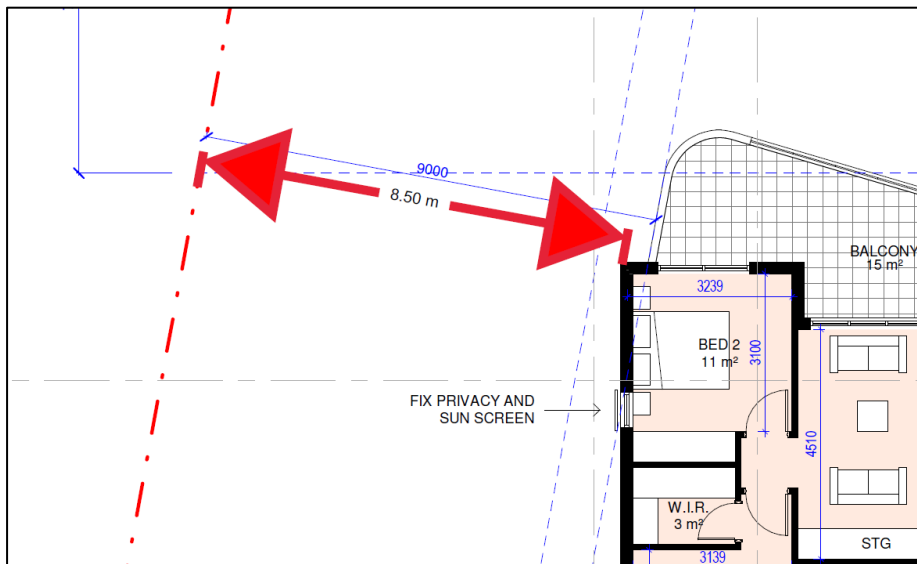 9000
8.50 m
BALCONY
15 m²
3239
BED 2
11 m²
3100
FIX PRIVACY AND
SUN SCREEN
4510
W.I.R.
3 m²
STG
3139